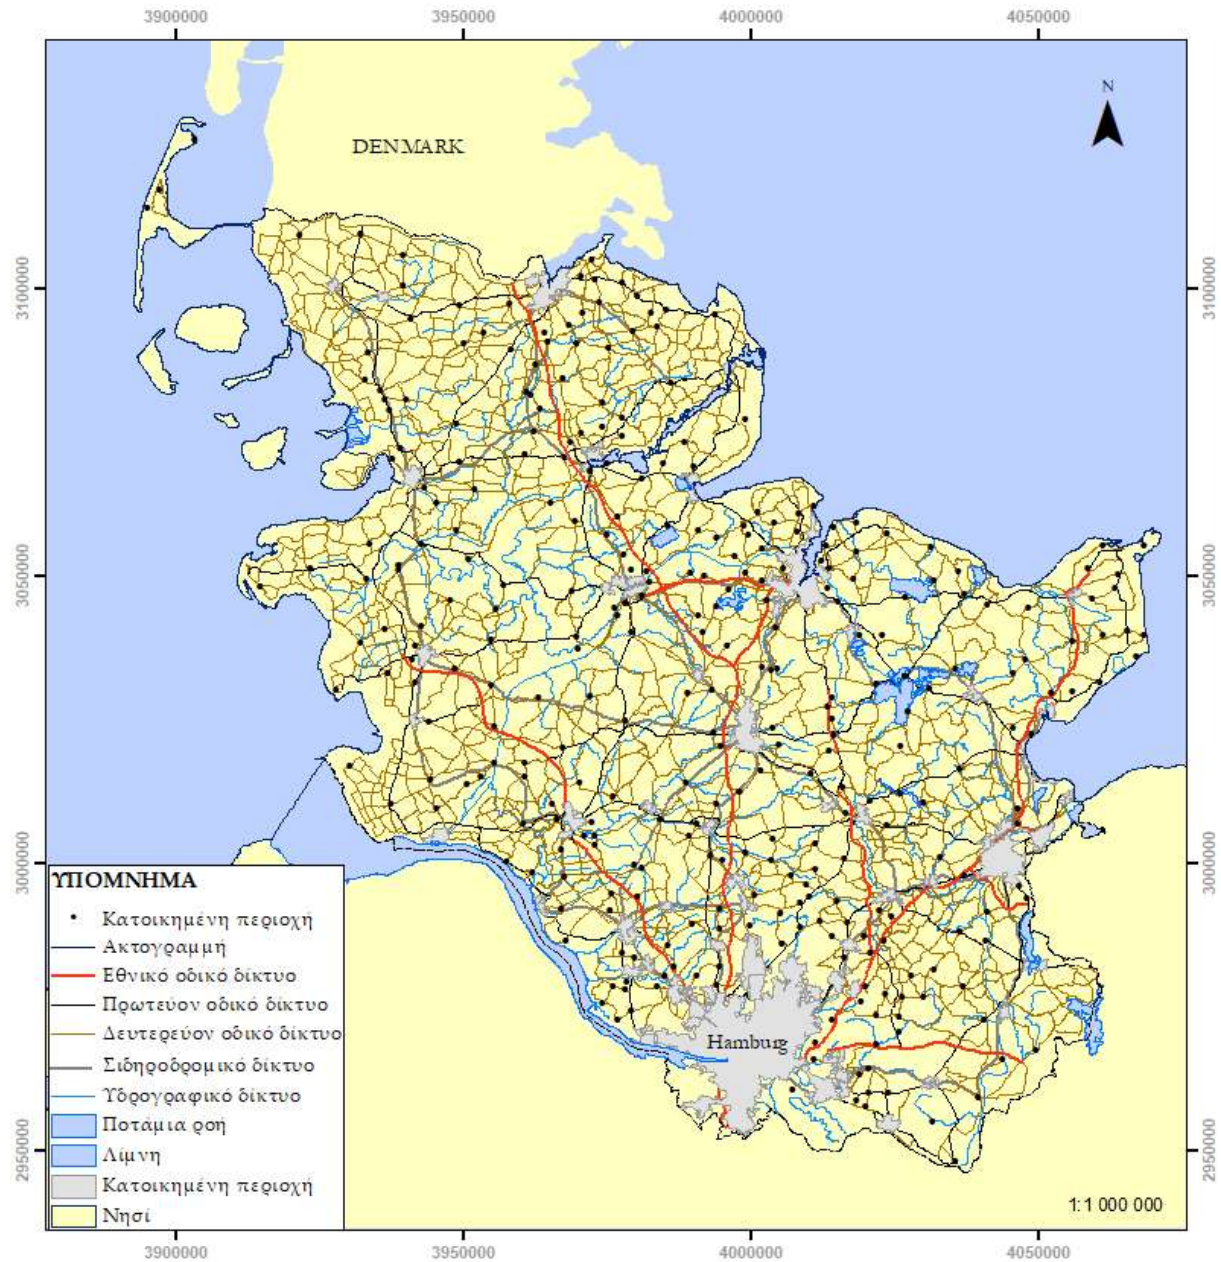 3900000 3950000 4000000 4050000
N
DENMARK
3100000 3100000
3050000 3050000
3000000 3000000
2950000 2950000
Hamburg
ΥΠΟΜΝΗΜΑ
Κατοικημένη περιοχή
Ακτογραμμή
Εθνικό οδικό δίκτυο
Πρωτεύον οδικό δίκτυο
Δευτερεύον οδικό δίκτυο
Σιδηροδρομικό δίκτυο
Υδρογραφικό δίκτυο
Ποτάμια ροή
Λίμνη
Κατοικημένη περιοχή
Νησί
1:1 000 000
3900000 3950000 4000000 4050000